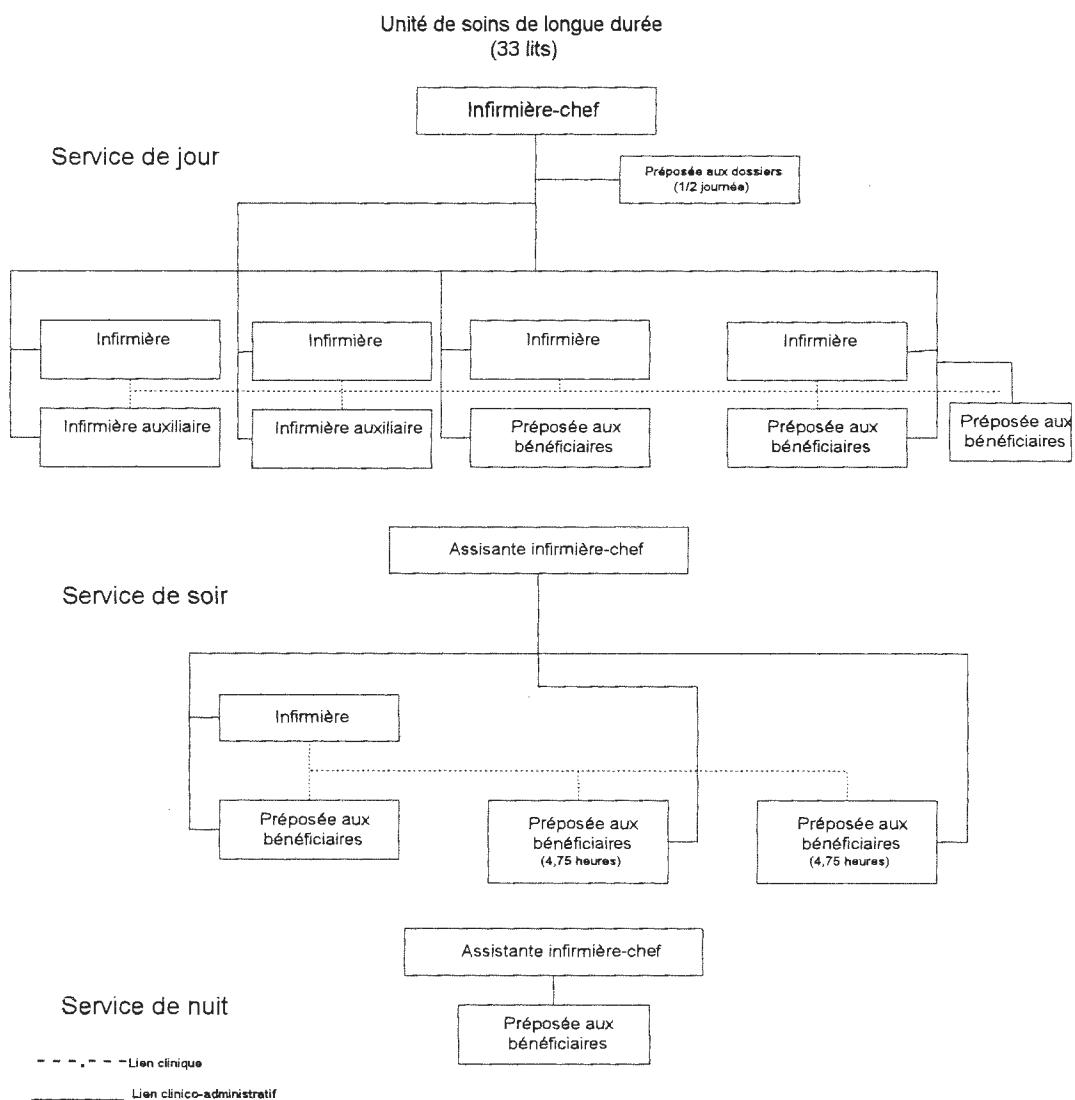 Unité de soins de longue durée
(33 lits)
Infirmière-chef
Service de jour
Préposée aux dossiers
(1/2 journée)
Infirmière
Infirmière
Infirmière
Infirmière
Infirmière auxiliaire
Infirmière auxiliaire
Préposée aux
bénéficiaires
Préposée aux
bénéficiaires
Préposée aux
bénéficiaires
Assisante infirmière-chef
Service de soir
Infirmière
Préposée aux
bénéficiaires
Préposée aux
bénéficiaires
(4,75 heures)
Préposée aux
bénéficiaires
(4,75 heures)
Assistante infirmière-chef
Service de nuit
Préposée aux
bénéficiaires
Lien clinique
Lien clinico-administratif